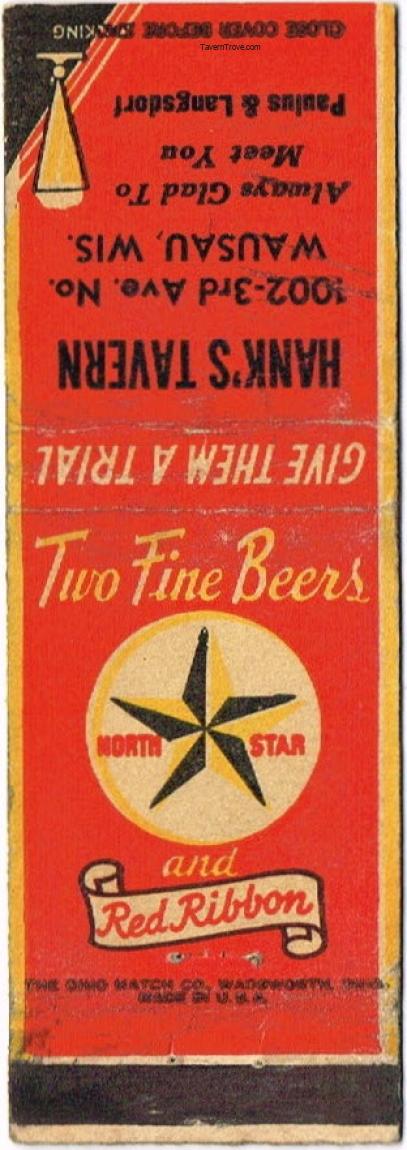 CLOSE COVER BEFORE STRIKING
TavernTrove.com
Paulus & Langsdorf
Meet You
Always Glad To
WAUSAU, WIS.
1002-3rd Ave. No.
HANK'S TAVERN
GIVE THEM A TRIAL
Two Fine Beers
NORTH STAR
and
Red Ribbon
THE OHIO MATCH CO., WADSWORTH, OHIO.
MADE IN U.S.A.